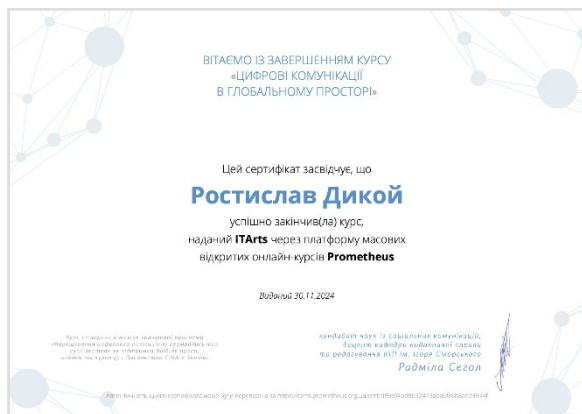 ВІТАЄМО ІЗ ЗАВЕРШЕННЯМ КУРСУ
«ЦИФРОВІ КОМУНІКАЦІЇ
В ГЛОБАЛЬНОМУ ПРОСТОРІ»
Цей сертифікат засвідчує, що
Ростислав Дикой
успішно закінчив(ла) курс,
наданий ITArts через платформу масових
відкритих онлайн-курсів Prometheus
Виданий 30.11.2024
кандидат наук із соціальних комунікацій,
доцент кафедри видавничої справи
та редагування КПІ ім. Ігоря Сікорського
Радміла Сегол